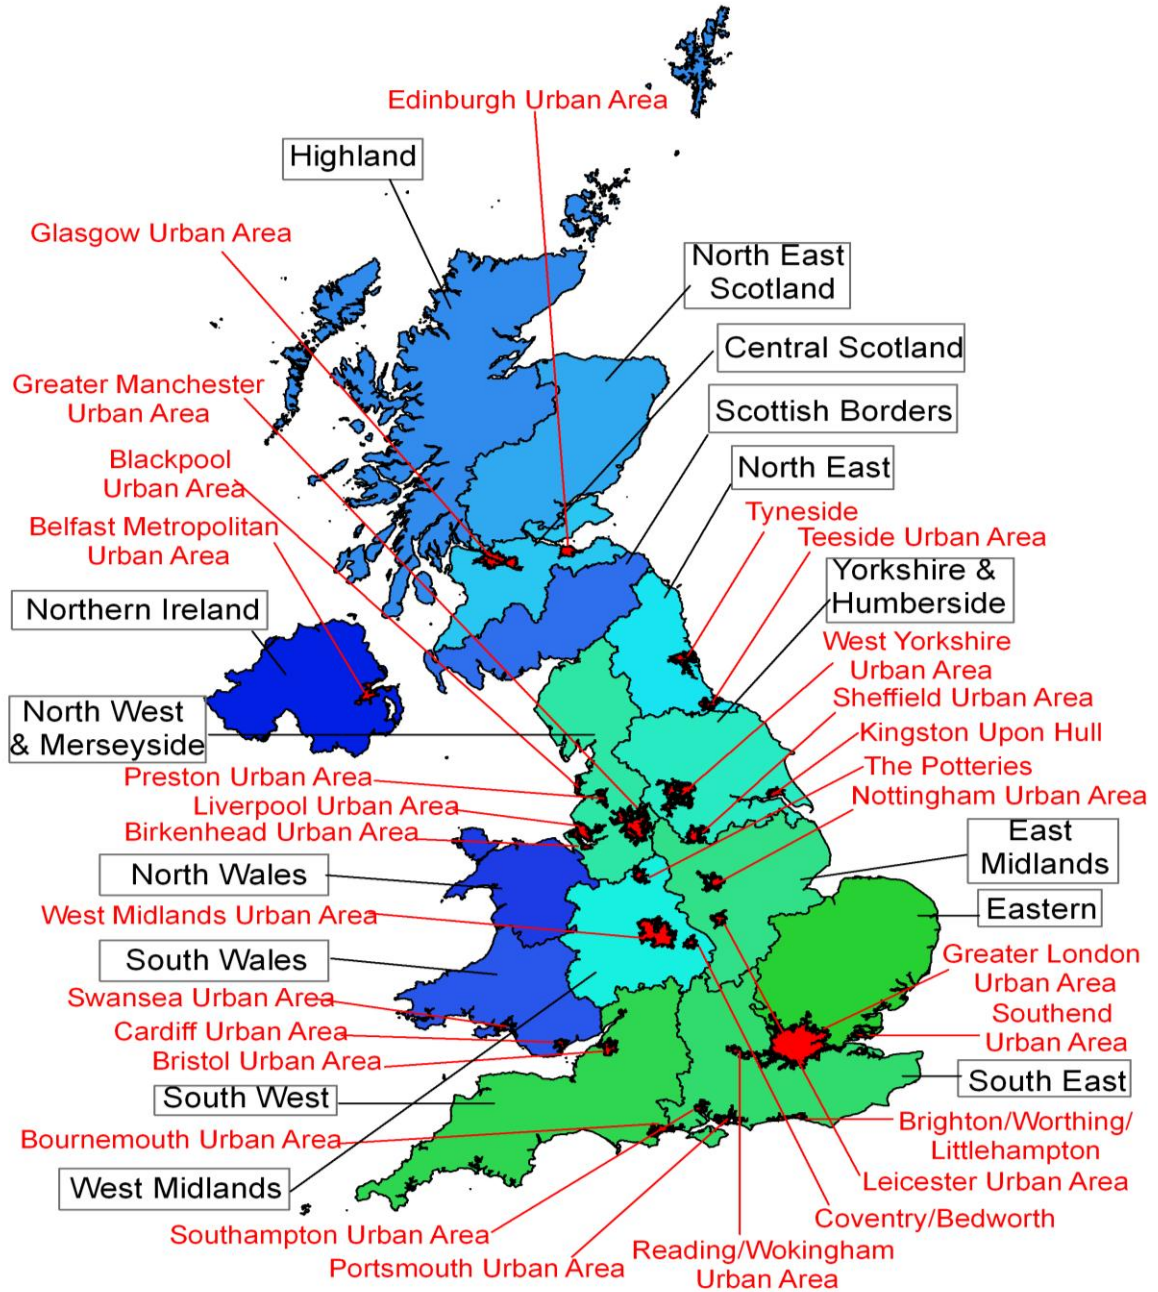 Edinburgh Urban Area
Highland
Glasgow Urban Area
North East
Scotland
Central Scotland
Greater Manchester
Urban Area
Scottish Borders
Blackpool
Urban Area
North East
Belfast Metropolitan
Urban Area
Tyneside
Teeside Urban Area
Yorkshire &
Humberside
Northern Ireland
West Yorkshire
Urban Area
Sheffield Urban Area
North West
& Merseyside
Kingston Upon Hull
The Potteries
Preston Urban Area
Nottingham Urban Area
Liverpool Urban Area
Birkenhead Urban Area
East
Midlands
North Wales
Eastern
West Midlands Urban Area
South Wales
Greater London
Urban Area
Swansea Urban Area
Southend
Urban Area
Cardiff Urban Area
Bristol Urban Area
South East
South West
Brighton/Worthing/
Littlehampton
Bournemouth Urban Area
Leicester Urban Area
West Midlands
Coventry/Bedworth
Southampton Urban Area
Reading/Wokingham
Urban Area
Portsmouth Urban Area